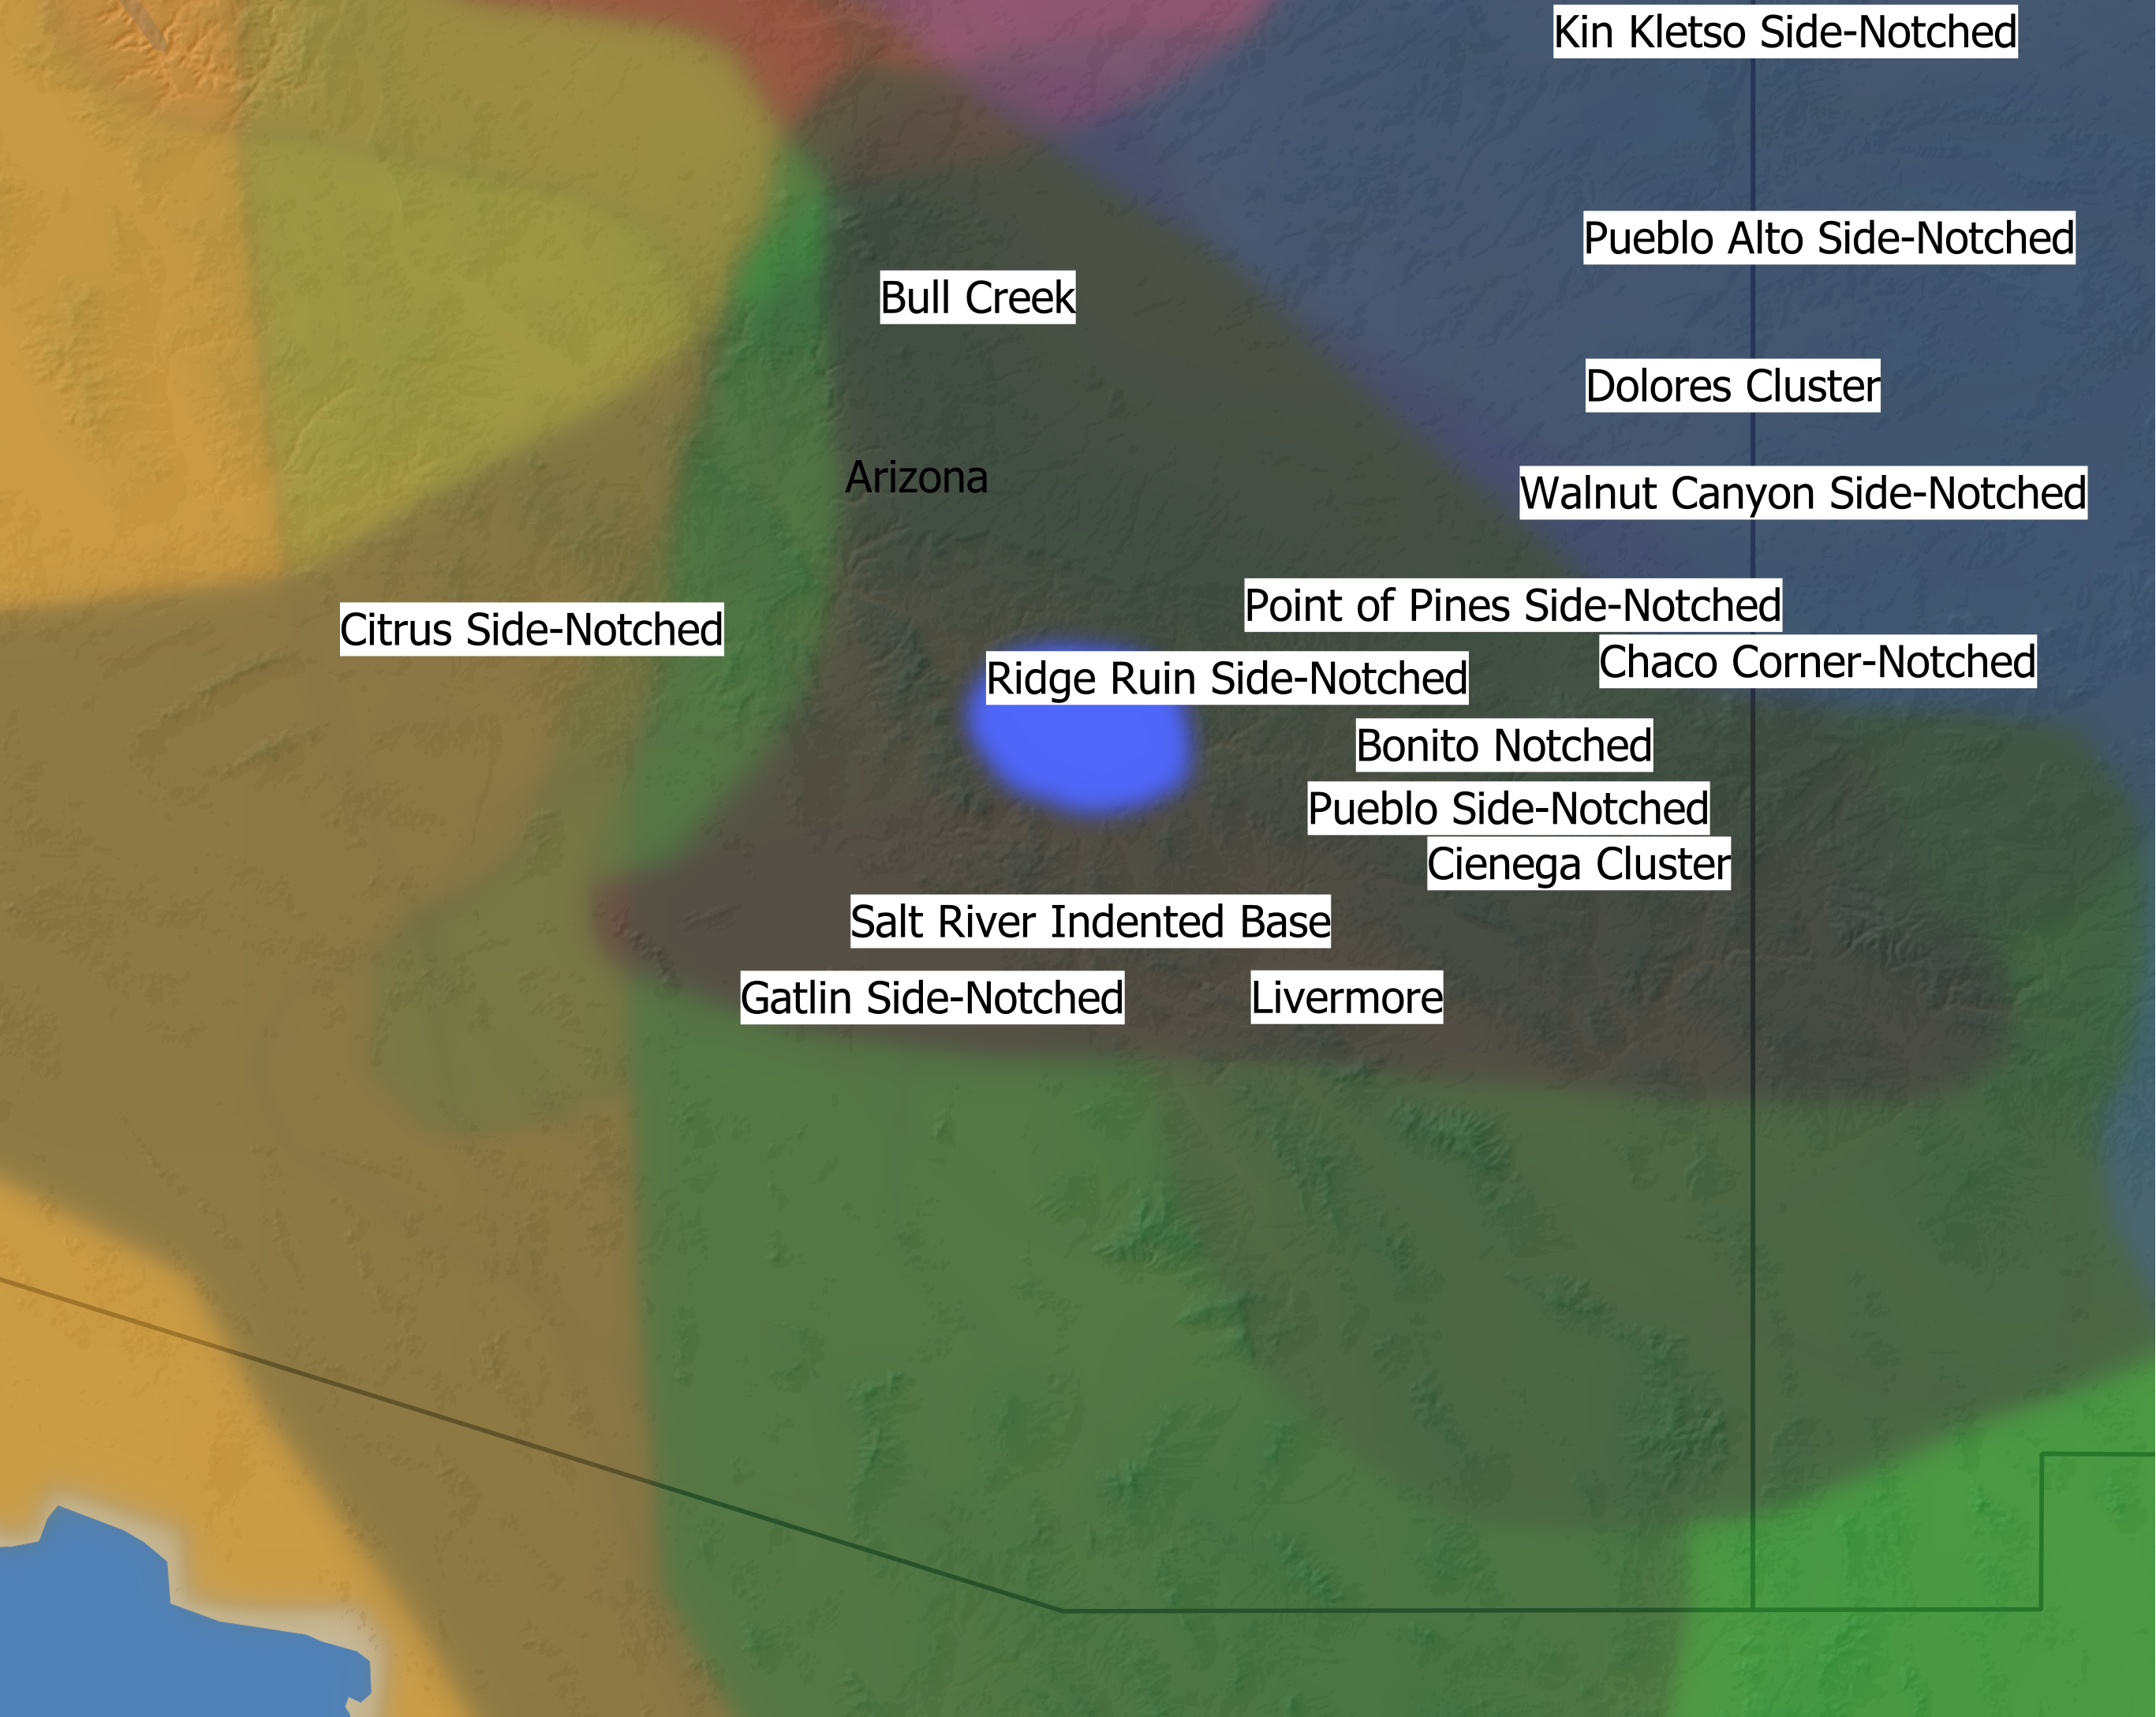 Kin Kletso Side-Notched
Pueblo Alto Side-Notched
Bull Creek
Dolores Cluster
Arizona
Walnut Canyon Side-Notched
Point of Pines Side-Notched
Citrus Side-Notched
Chaco Corner-Notched
Ridge Ruin Side-Notched
Bonito Notched
Pueblo Side-Notched
Cienega Cluster
Salt River Indented Base
Gatlin Side-Notched
Livermore